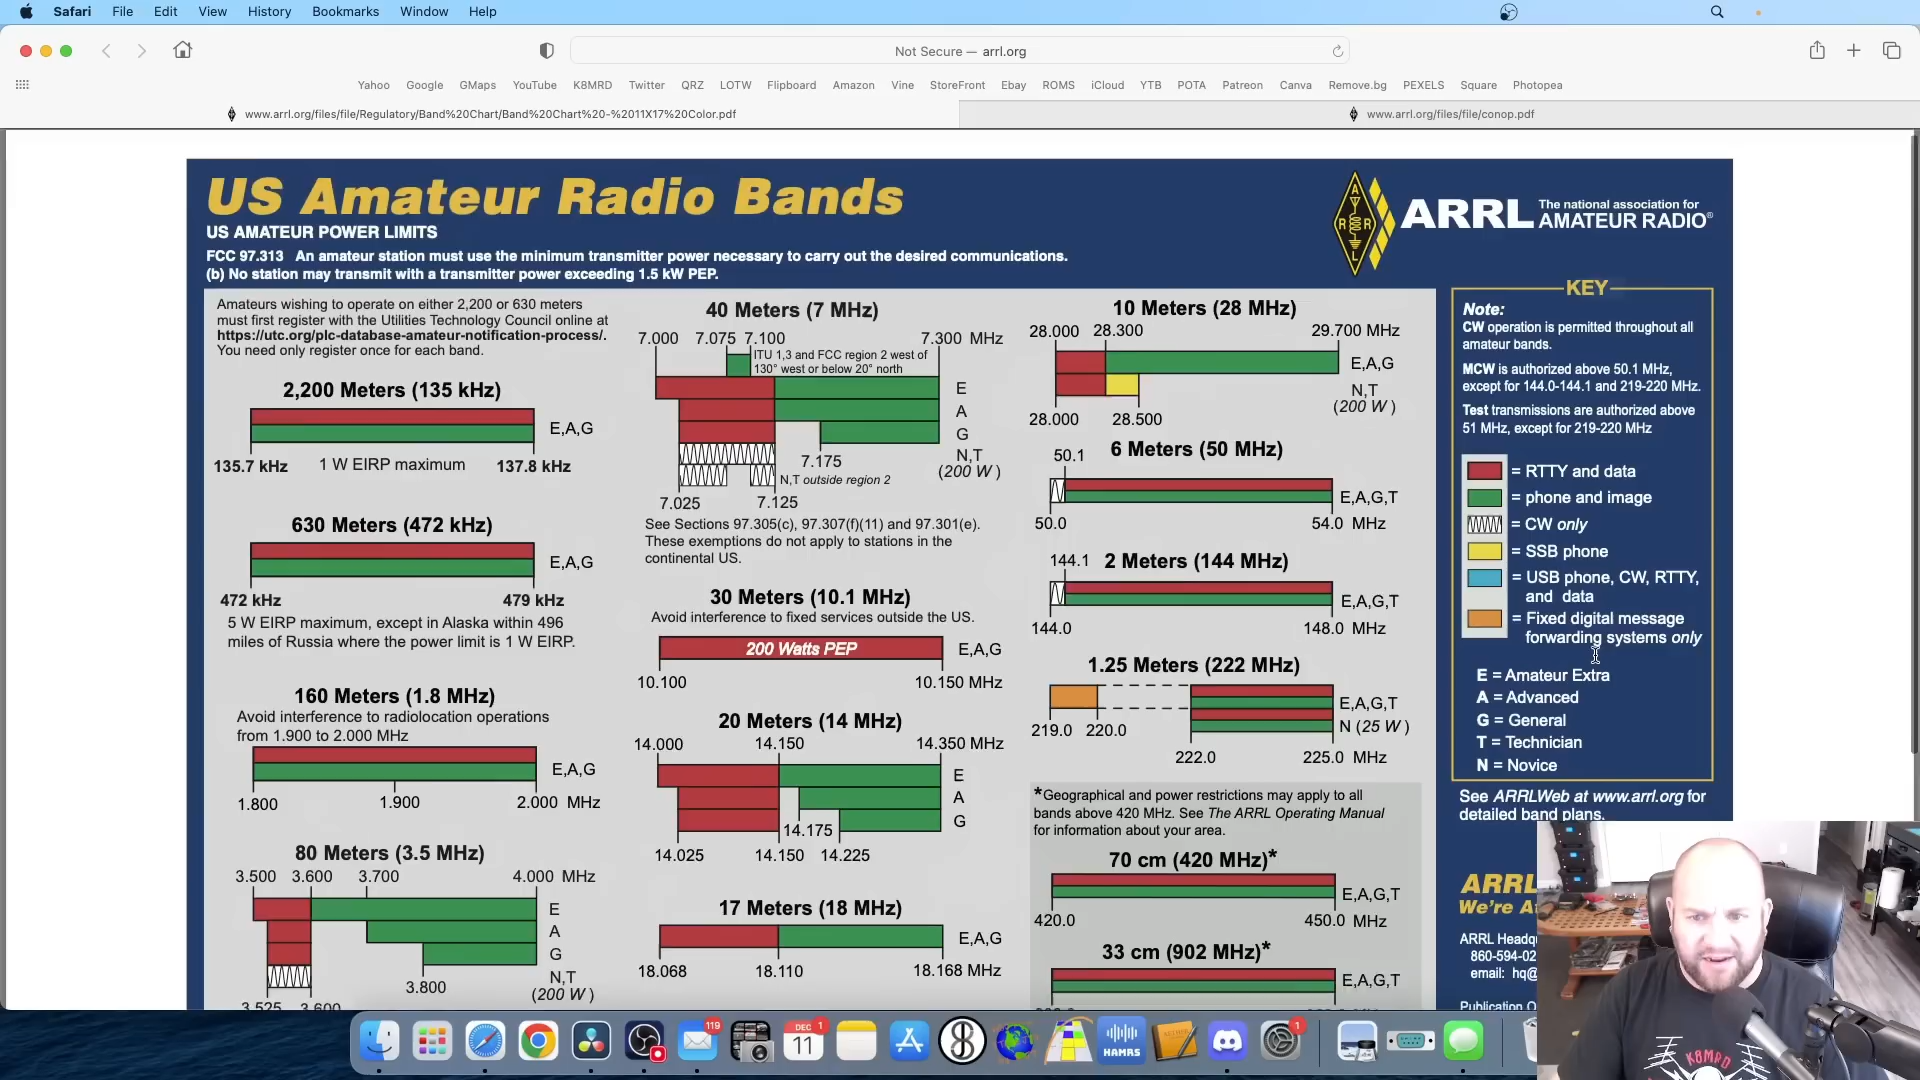 Safari File Edit View History Bookmarks Window Help
Not Secure — arrl.org
Yahoo Google GMaps YouTube K8MRD Twitter QRZ LOTW Flipboard Amazon Vine StoreFront Ebay ROMS iCloud YTB POTA Patreon Canva Remove.bg PEXELS Square Photopea
www.arrl.org/files/file/Regulatory/Band%20Chart/Band%20Chart%20-%2011X17%20Color.pdf
www.arrl.org/files/file/conop.pdf
US Amateur Radio Bands
US AMATEUR POWER LIMITS
FCC 97.313 An amateur station must use the minimum transmitter power necessary to carry out the desired communications.
(b) No station may transmit with a transmitter power exceeding 1.5 kW PEP.
A
R R
L
ARRL The national association for
AMATEUR RADIO®
Amateurs wishing to operate on either 2,200 or 630 meters
must first register with the Utilities Technology Council online at
https://utc.org/plc-database-amateur-notification-process/.
You need only register once for each band.
2,200 Meters (135 kHz)
E,A,G
135.7 kHz 1 W EIRP maximum 137.8 kHz
630 Meters (472 kHz)
E,A,G
472 kHz 479 kHz
5 W EIRP maximum, except in Alaska within 496
miles of Russia where the power limit is 1 W EIRP.
160 Meters (1.8 MHz)
Avoid interference to radiolocation operations
from 1.900 to 2.000 MHz
E,A,G
1.800 1.900 2.000 MHz
80 Meters (3.5 MHz)
3.500 3.600 3.700 4.000 MHz
E
A
G
N,T
(200 W)
3.800
3.525 3.600
40 Meters (7 MHz)
7.000 7.075 7.100 7.300 MHz
ITU 1,3 and FCC region 2 west of
130° west or below 20° north
E
A
G
N,T
(200 W)
7.175
N,T outside region 2
7.025 7.125
See Sections 97.305(c), 97.307(f)(11) and 97.301(e).
These exemptions do not apply to stations in the
continental US.
30 Meters (10.1 MHz)
Avoid interference to fixed services outside the US.
200 Watts PEP
E,A,G
10.100 10.150 MHz
20 Meters (14 MHz)
14.000 14.150 14.350 MHz
E
A
G
14.175
14.025 14.150 14.225
17 Meters (18 MHz)
E,A,G
18.068 18.110 18.168 MHz
10 Meters (28 MHz)
28.000 28.300 29.700 MHz
E,A,G
N,T
(200 W)
28.000 28.500
6 Meters (50 MHz)
50.1
E,A,G,T
50.0 54.0 MHz
2 Meters (144 MHz)
144.1
E,A,G,T
144.0 148.0 MHz
1.25 Meters (222 MHz)
E,A,G,T
N (25 W)
219.0 220.0
222.0 225.0 MHz
*Geographical and power restrictions may apply to all
bands above 420 MHz. See The ARRL Operating Manual
for information about your area.
70 cm (420 MHz)*
E,A,G,T
420.0 450.0 MHz
33 cm (902 MHz)*
E,A,G,T
KEY
Note:
CW operation is permitted throughout all
amateur bands.
MCW is authorized above 50.1 MHz,
except for 144.0-144.1 and 219-220 MHz.
Test transmissions are authorized above
51 MHz, except for 219-220 MHz
= RTTY and data
= phone and image
= CW only
= SSB phone
= USB phone, CW, RTTY,
and data
= Fixed digital message
forwarding systems only
E = Amateur Extra
A = Advanced
G = General
T = Technician
N = Novice
See ARRLWeb at www.arrl.org for
detailed band plans.
ARRL
We're
ARRL
860-594-02
email: hq@
Publication
K8MRD
119
DEC 1
11
HAMRS
1